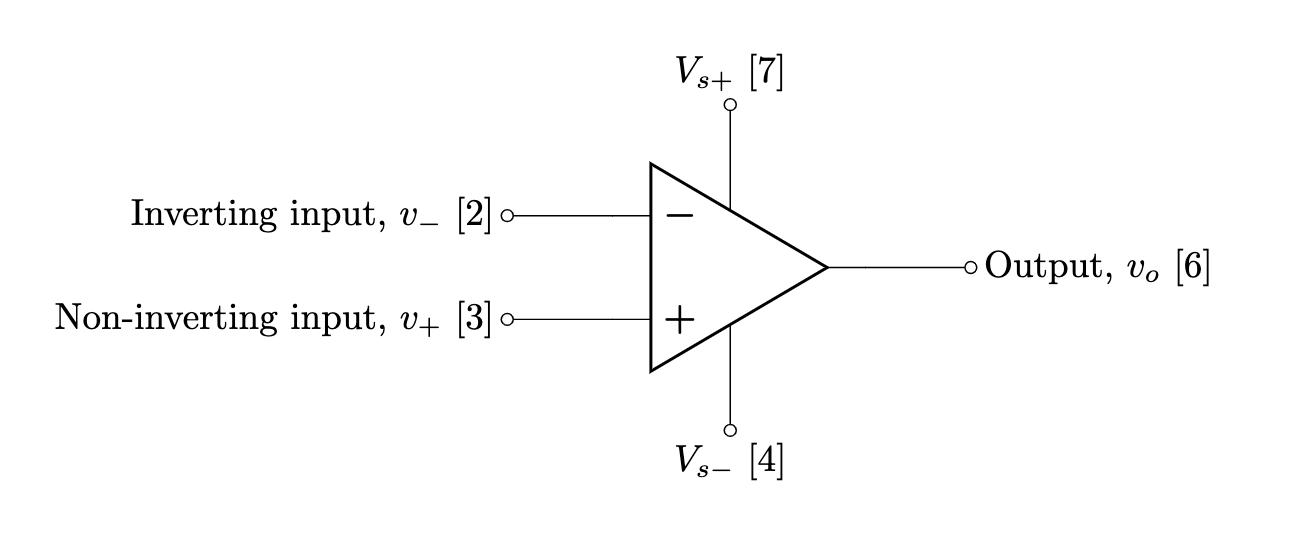 V_{s+} [7]
Inverting input, v_− [2]
−
Output, v_o [6]
Non-inverting input, v_+ [3]
+
V_{s−} [4]